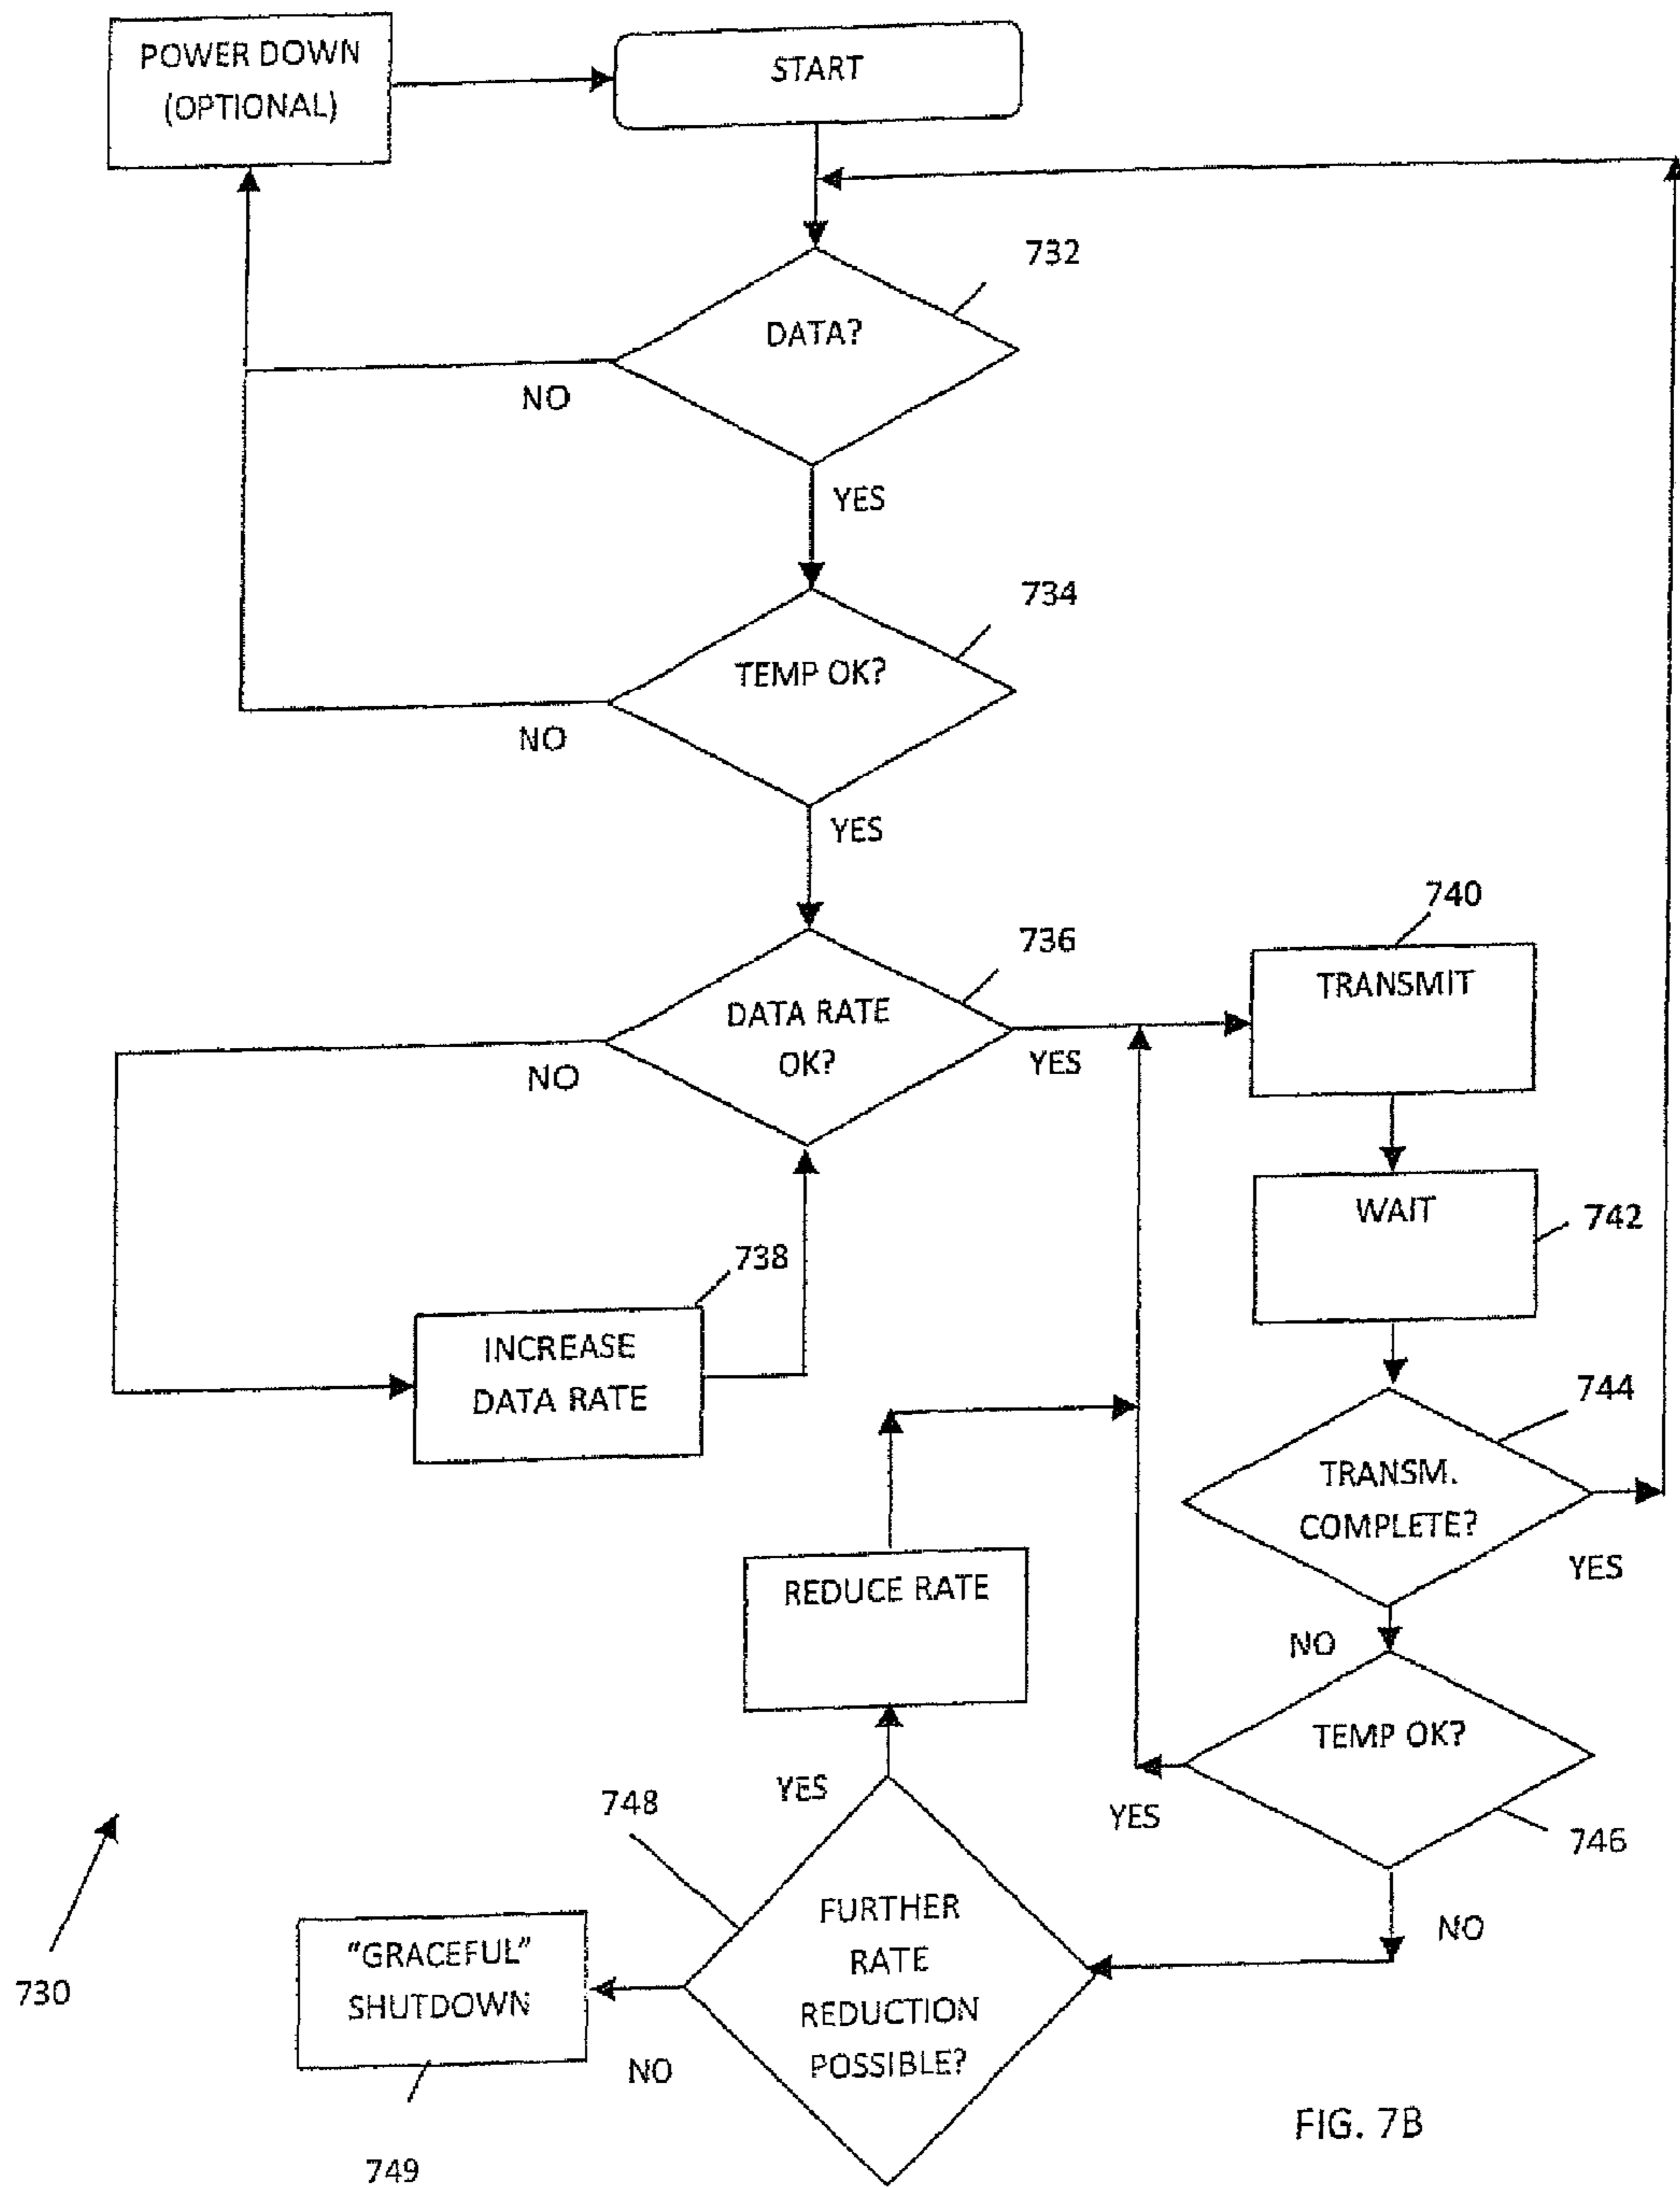 POWER DOWN
(OPTIONAL)
START
732
DATA?
NO
YES
734
TEMP OK?
NO
YES
740
736
TRANSMIT
DATA RATE
OK?
NO
YES
WAIT
742
738
INCREASE
DATA RATE
744
TRANSM.
COMPLETE?
YES
REDUCE RATE
NO
TEMP OK?
YES
YES
748
746
FURTHER
RATE
REDUCTION
POSSIBLE?
NO
"GRACEFUL"
SHUTDOWN
730
NO
749
FIG. 7B